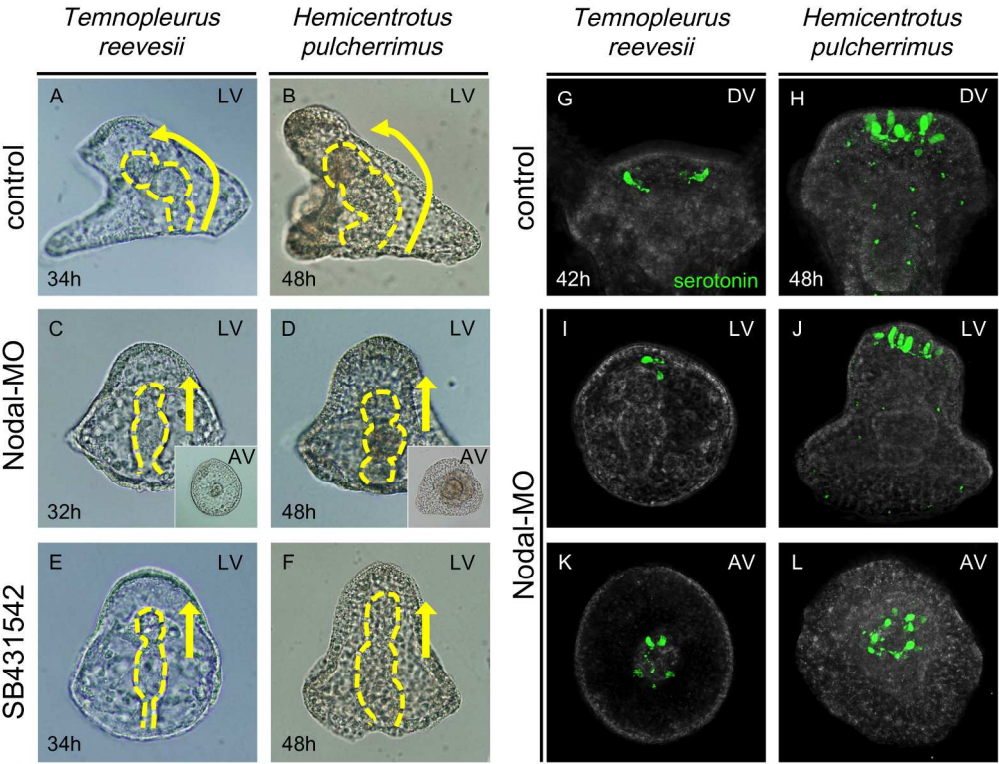 Temnopleurus
reevesii
Hemicentrotus
pulcherrimus
Temnopleurus
reevesii
Hemicentrotus
pulcherrimus
control
A
LV
34h
B
LV
48h
control
G
DV
42h
serotonin
H
DV
48h
Nodal-MO
C
LV
32h
AV
D
LV
48h
AV
Nodal-MO
I
LV
J
LV
SB431542
E
LV
34h
F
LV
48h
K
AV
L
AV